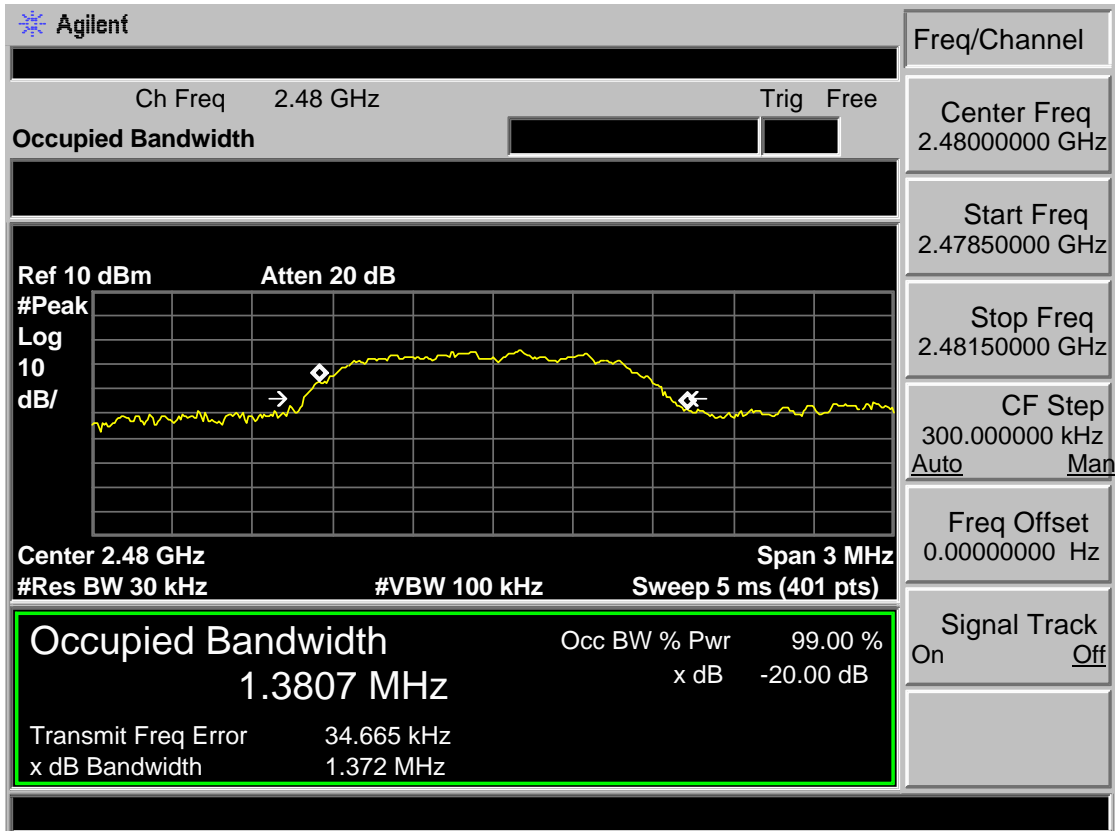 Agilent
Freq/Channel
Ch Freq 2.48 GHz Trig Free
Occupied Bandwidth
Center Freq
2.48000000 GHz
Start Freq
2.47850000 GHz
Stop Freq
2.48150000 GHz
CF Step
300.000000 kHz
Auto Man
Freq Offset
0.00000000 Hz
Signal Track
On Off
Ref 10 dBm Atten 20 dB
#Peak
Log
10
dB/
Center 2.48 GHz Span 3 MHz
#Res BW 30 kHz #VBW 100 kHz Sweep 5 ms (401 pts)
Occupied Bandwidth Occ BW % Pwr 99.00 %
1.3807 MHz x dB -20.00 dB
Transmit Freq Error 34.665 kHz
x dB Bandwidth 1.372 MHz